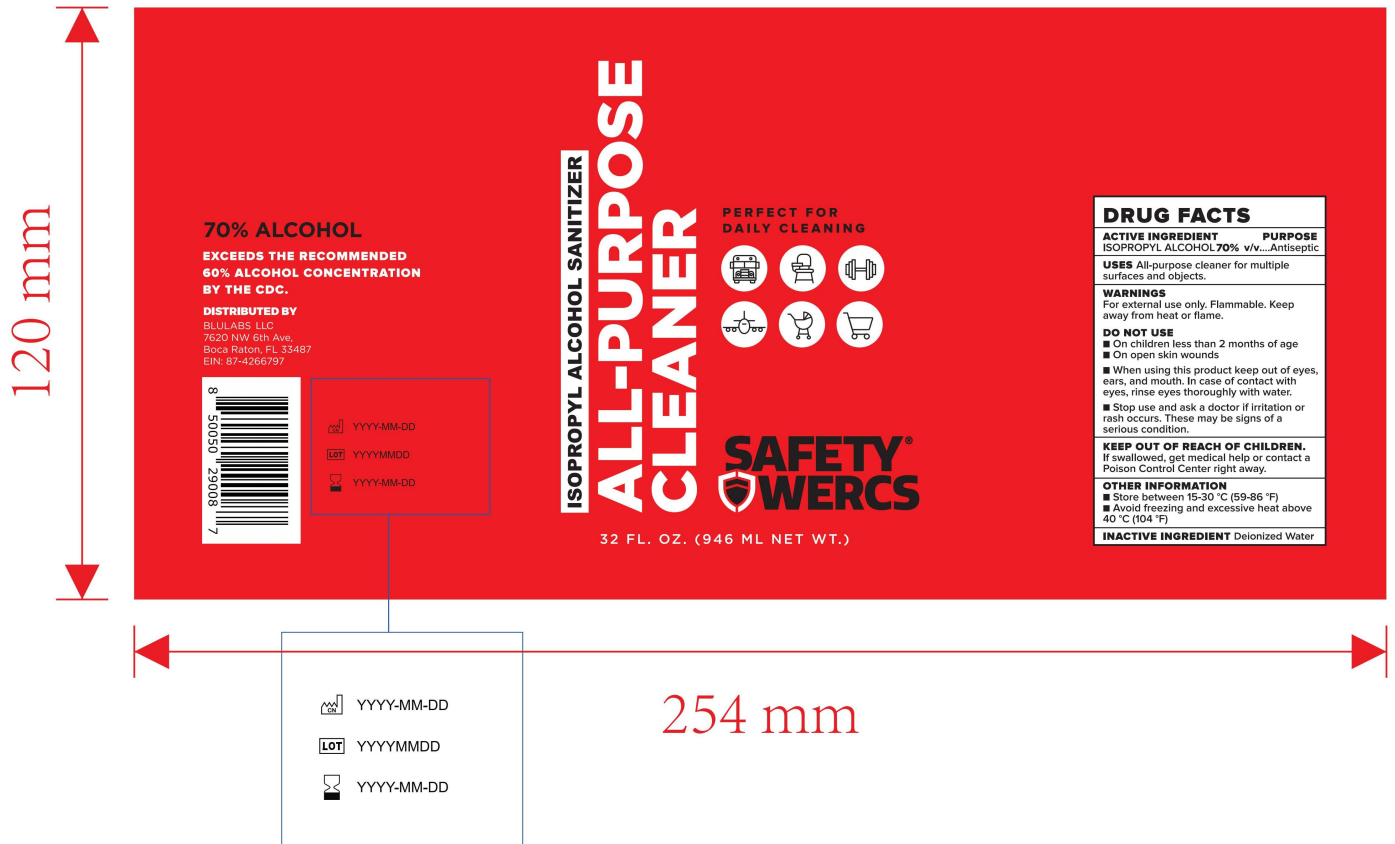 120 mm
70% ALCOHOL
EXCEEDS THE RECOMMENDED
60% ALCOHOL CONCENTRATION
BY THE CDC.
DISTRIBUTED BY
BLULABS LLC
7620 NW 6th Ave,
Boca Raton, FL 33487
EIN: 87-4266797
8 50050 29008 7
CN YYYY-MM-DD
LOT YYYYMMDD
YYYY-MM-DD
ISOPROPYL ALCOHOL SANITIZER
ALL-PURPOSE
CLEANER
PERFECT FOR
DAILY CLEANING
SAFETY®
WERCS
32 FL. OZ. (946 ML NET WT.)
DRUG FACTS
ACTIVE INGREDIENT PURPOSE
ISOPROPYL ALCOHOL 70% v/v....Antiseptic
USES All-purpose cleaner for multiple
surfaces and objects.
WARNINGS
For external use only. Flammable. Keep
away from heat or flame.
DO NOT USE
■ On children less than 2 months of age
■ On open skin wounds
■ When using this product keep out of eyes,
ears, and mouth. In case of contact with
eyes, rinse eyes thoroughly with water.
■ Stop use and ask a doctor if irritation or
rash occurs. These may be signs of a
serious condition.
KEEP OUT OF REACH OF CHILDREN.
If swallowed, get medical help or contact a
Poison Control Center right away.
OTHER INFORMATION
■ Store between 15-30 °C (59-86 °F)
■ Avoid freezing and excessive heat above
40 °C (104 °F)
INACTIVE INGREDIENT Deionized Water
254 mm
CN YYYY-MM-DD
LOT YYYYMMDD
YYYY-MM-DD